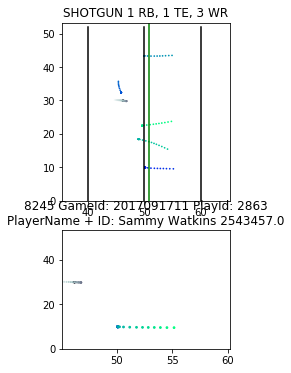 SHOTGUN 1 RB, 1 TE, 3 WR
50
40
30
20
10
0
40 50 60
8245 GameId: 2017091711 PlayId: 2863
PlayerName + ID: Sammy Watkins 2543457.0
40
20
0
50 55 60